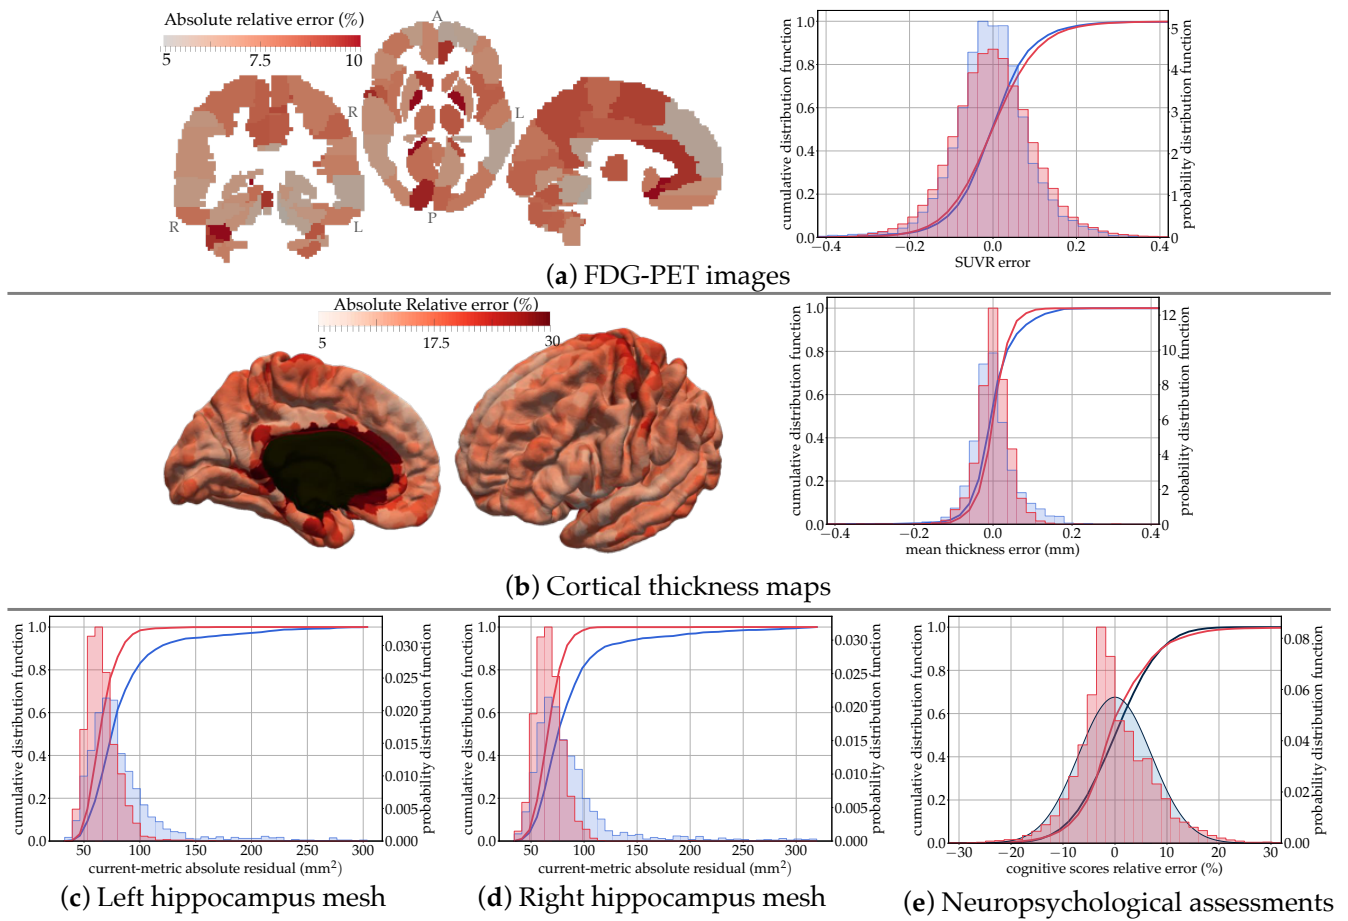 Absolute relative error (%)
5 7.5 10
A
R
L
P
R
L
cumulative distribution function
1.0
0.8
0.6
0.4
0.2
0.0
−0.2 0.0 0.2 0.4
−0.4
SUVR error
5
4
3
2
1
0
probability distribution function
(a) FDG-PET images
Absolute Relative error (%)
5 17.5 30
cumulative distribution function
1.0
0.8
0.6
0.4
0.2
0.0
−0.4 −0.2 0.0 0.2 0.4
mean thickness error (mm)
12
10
8
6
4
2
0
probability distribution function
(b) Cortical thickness maps
cumulative distribution function
1.0
0.8
0.6
0.4
0.2
0.0
50 100 150 200 250 300
current-metric absolute residual (mm²)
0.030
0.025
0.020
0.015
0.010
0.005
0.000
probability distribution function
(c) Left hippocampus mesh
cumulative distribution function
1.0
0.8
0.6
0.4
0.2
0.0
50 100 150 200 250 300
current-metric absolute residual (mm²)
0.030
0.025
0.020
0.015
0.010
0.005
0.000
probability distribution function
(d) Right hippocampus mesh
cumulative distribution function
1.0
0.8
0.6
0.4
0.2
0.0
−30 −20 −10 0 10 20 30
cognitive scores relative error (%)
0.08
0.06
0.04
0.02
0.00
probability distribution function
(e) Neuropsychological assessments